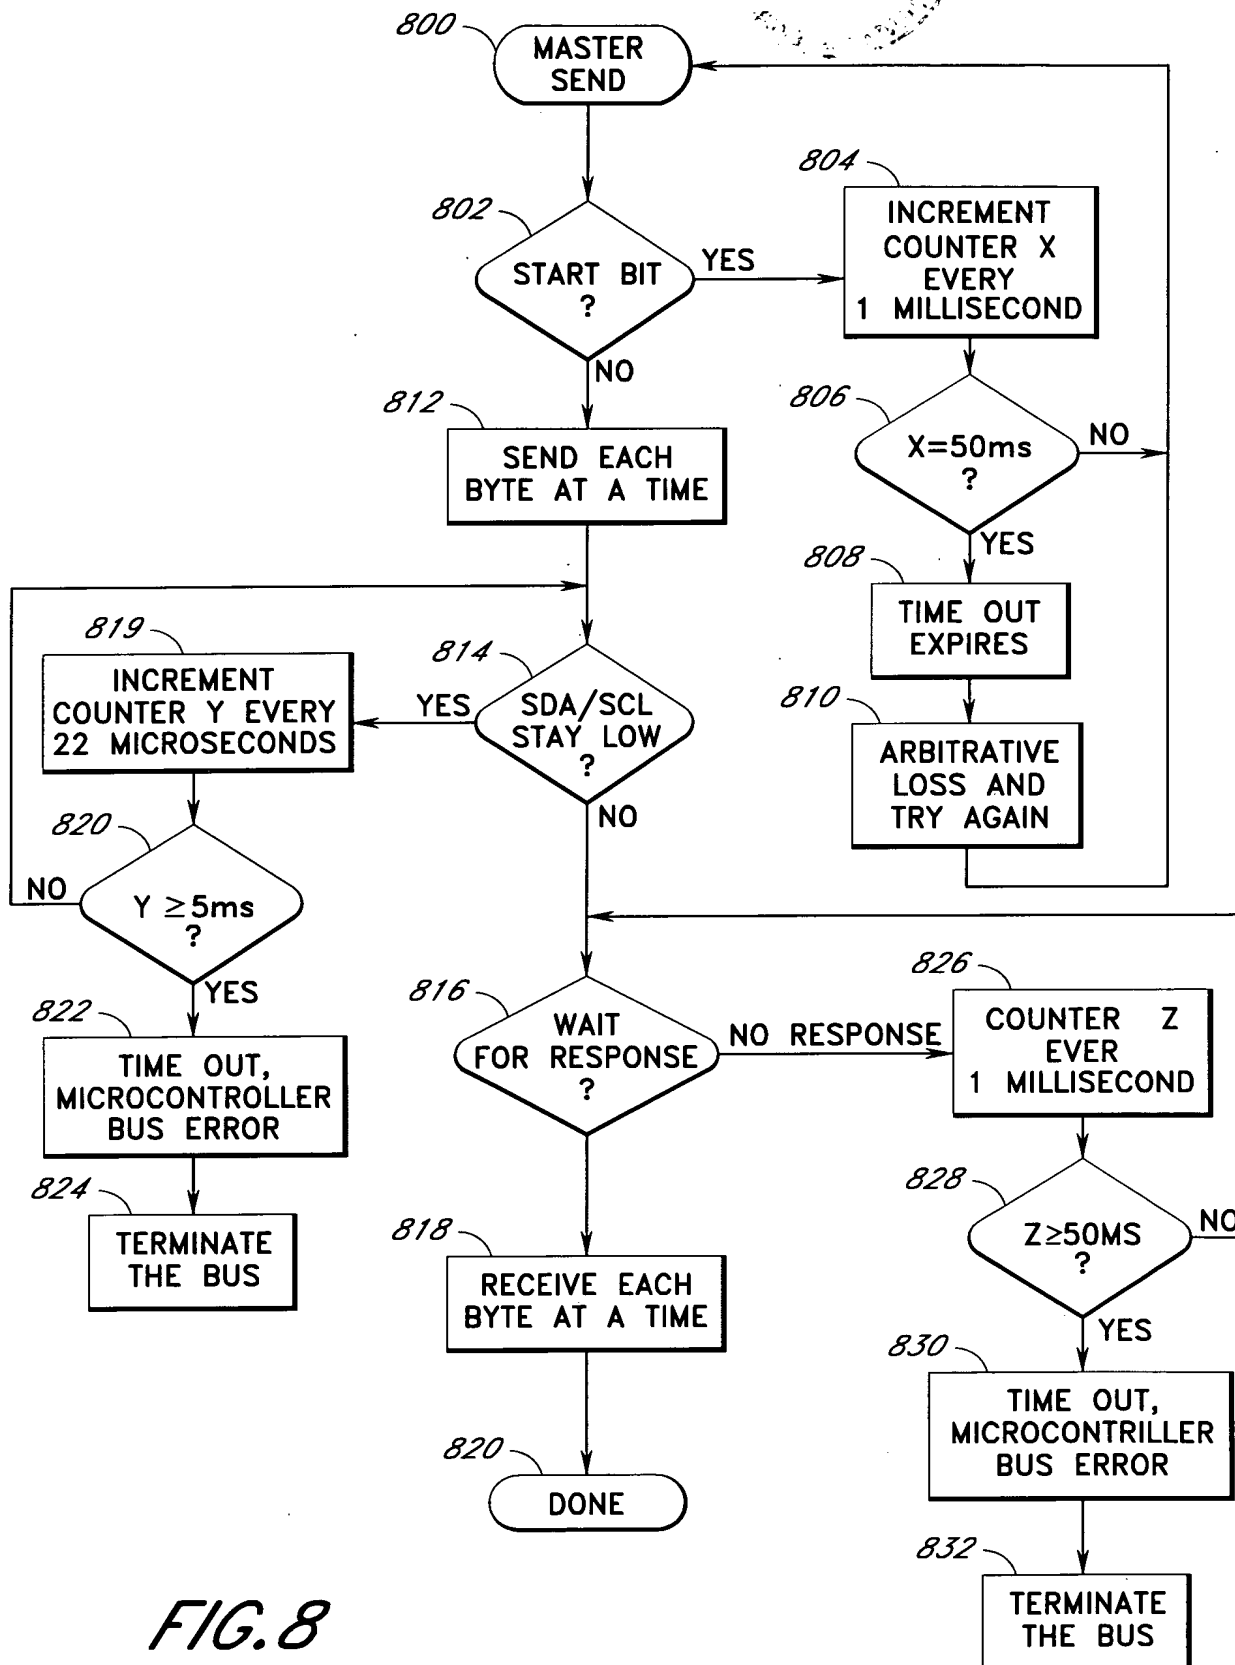 800
MASTER
SEND
802
START BIT
?
YES
NO
804
INCREMENT
COUNTER X
EVERY
1 MILLISECOND
806
X=50ms
?
NO
YES
808
TIME OUT
EXPIRES
810
ARBITRATIVE
LOSS AND
TRY AGAIN
812
SEND EACH
BYTE AT A TIME
814
SDA/SCL
STAY LOW
?
YES
NO
819
INCREMENT
COUNTER Y EVERY
22 MICROSECONDS
820
Y ≥5ms
?
NO
YES
822
TIME OUT,
MICROCONTROLLER
BUS ERROR
824
TERMINATE
THE BUS
816
WAIT
FOR RESPONSE
?
NO RESPONSE
826
COUNTER Z
EVER
1 MILLISECOND
828
Z≥50MS
?
NO
YES
830
TIME OUT,
MICROCONTRILLER
BUS ERROR
832
TERMINATE
THE BUS
818
RECEIVE EACH
BYTE AT A TIME
820
DONE
FIG.8